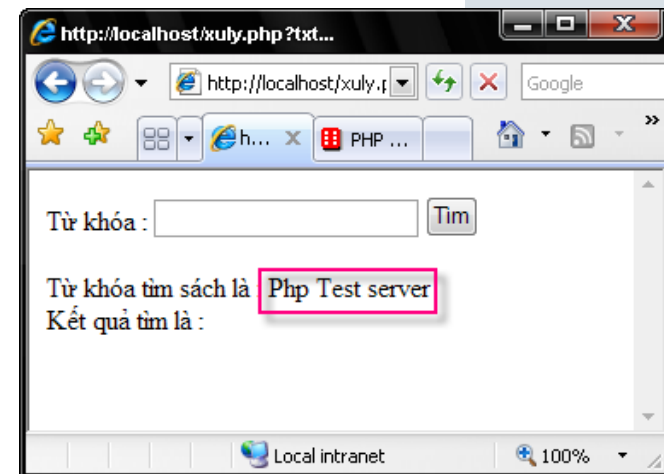 http://localhost/xuly.php?txt...
http://localhost/xuly.p
Google
h...
PHP ...
»
Từ khóa :
Tìm
Từ khóa tìm sách là : Php Test server
Kết quả tìm là :
Local intranet
100%